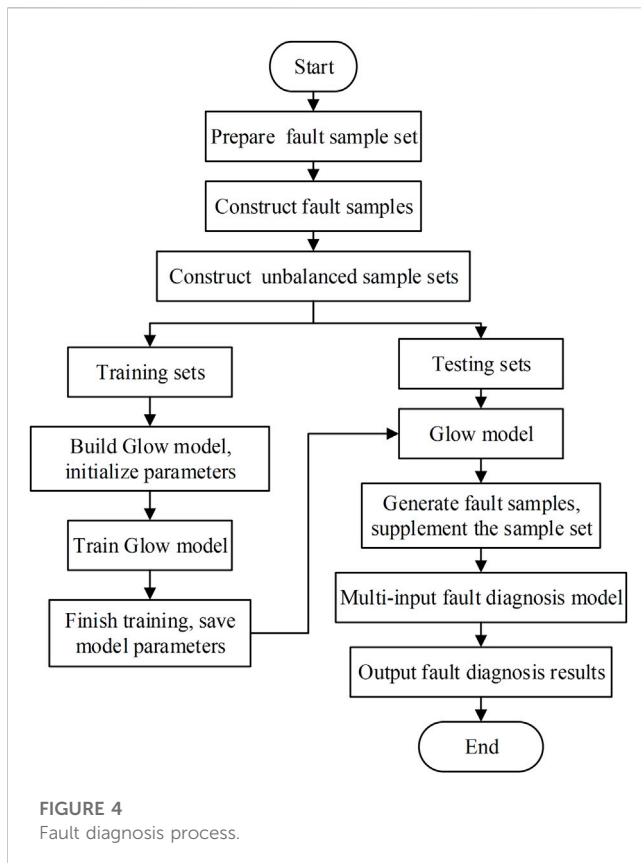 Start
Prepare fault sample set
Construct fault samples
Construct unbalanced sample sets
Training sets
Build Glow model,
initialize parameters
Train Glow model
Finish training, save
model parameters
Testing sets
Glow model
Generate fault samples,
supplement the sample set
Multi-input fault diagnosis model
Output fault diagnosis results
End
FIGURE 4
Fault diagnosis process.